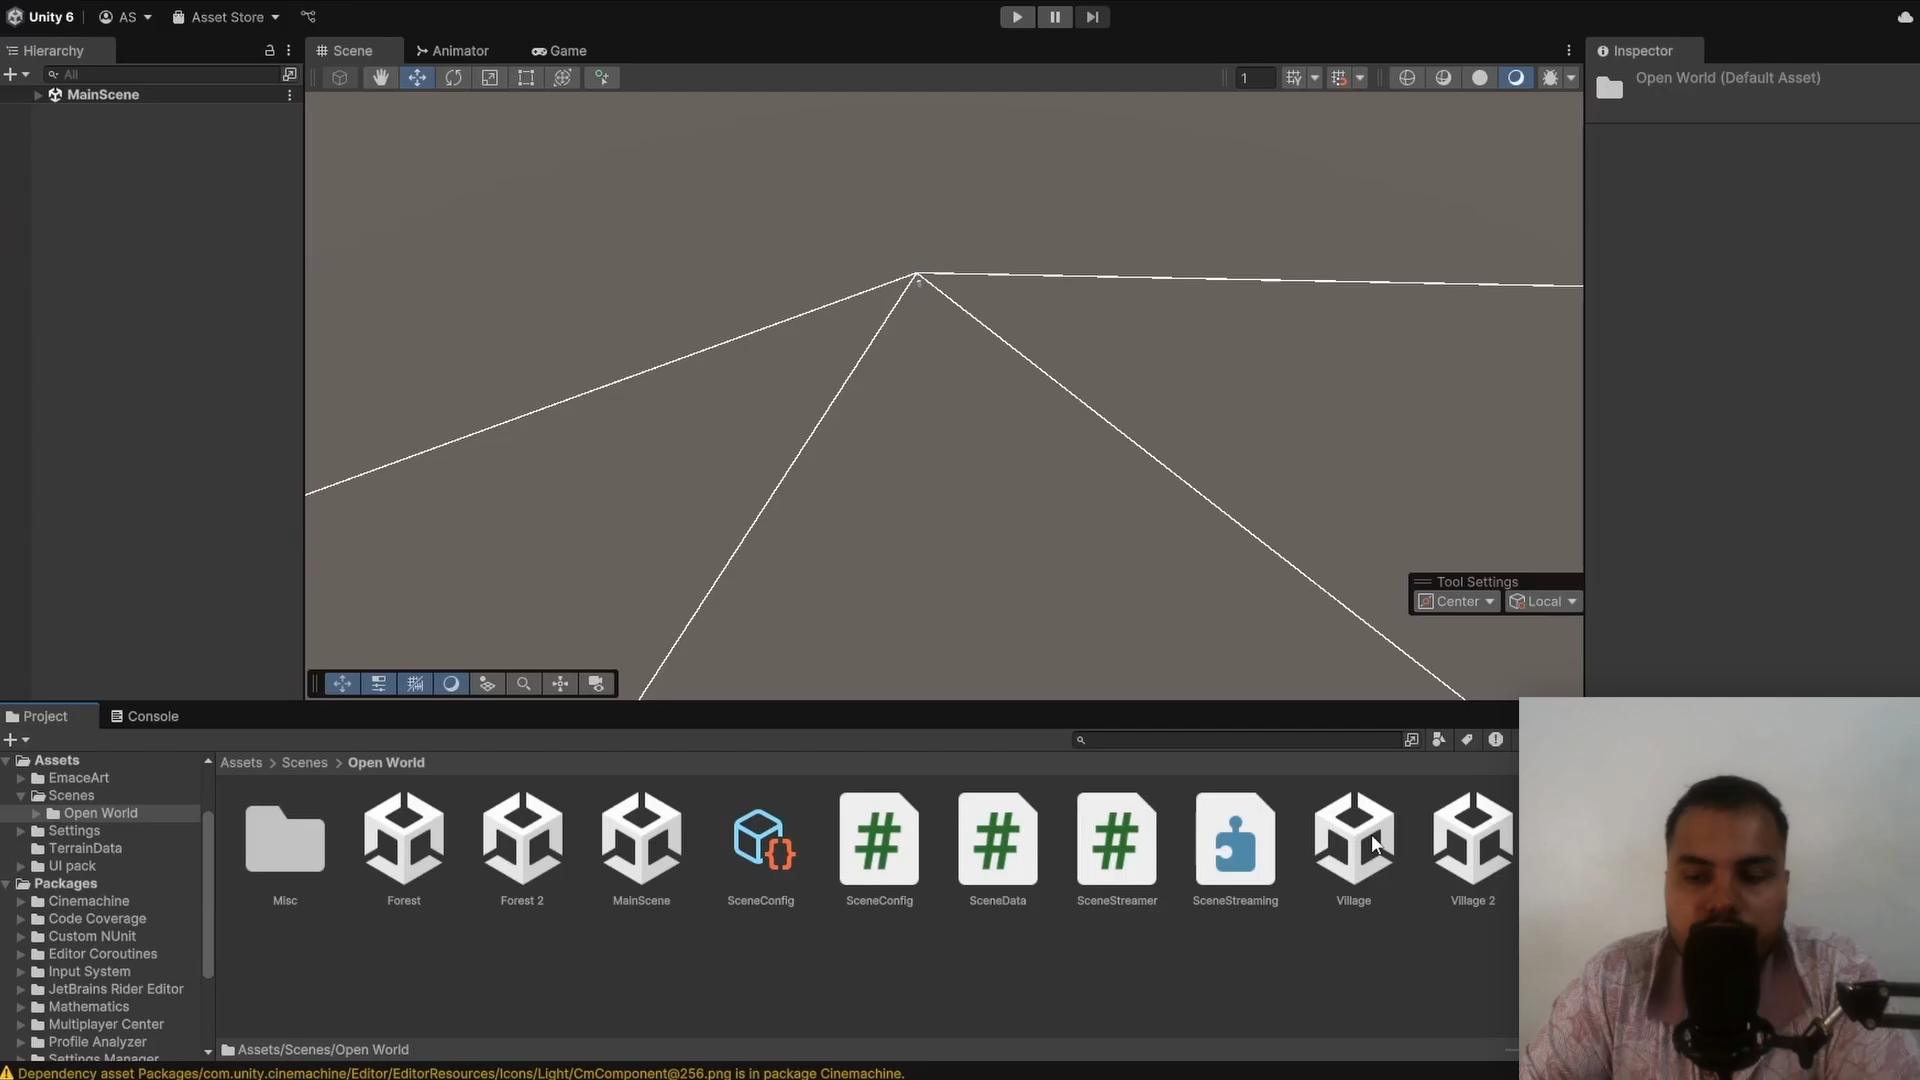 Unity 6
AS
Asset Store
Hierarchy
Scene
Animator
Game
Inspector
All
1
Open World (Default Asset)
MainScene
Tool Settings
Center
Local
Project
Console
Assets
EmaceArt
Scenes
Open World
Settings
TerrainData
UI pack
Packages
Cinemachine
Code Coverage
Custom NUnit
Editor Coroutines
Input System
JetBrains Rider Editor
Mathematics
Multiplayer Center
Profile Analyzer
Settings Manager
Assets > Scenes > Open World
Misc
Forest
Forest 2
MainScene
SceneConfig
SceneConfig
SceneData
SceneStreamer
SceneStreaming
Village
Village 2
Assets/Scenes/Open World
Dependency asset Packages/com.unity.cinemachine/Editor/EditorResources/Icons/Light/CmComponent@256.png is in package Cinemachine.